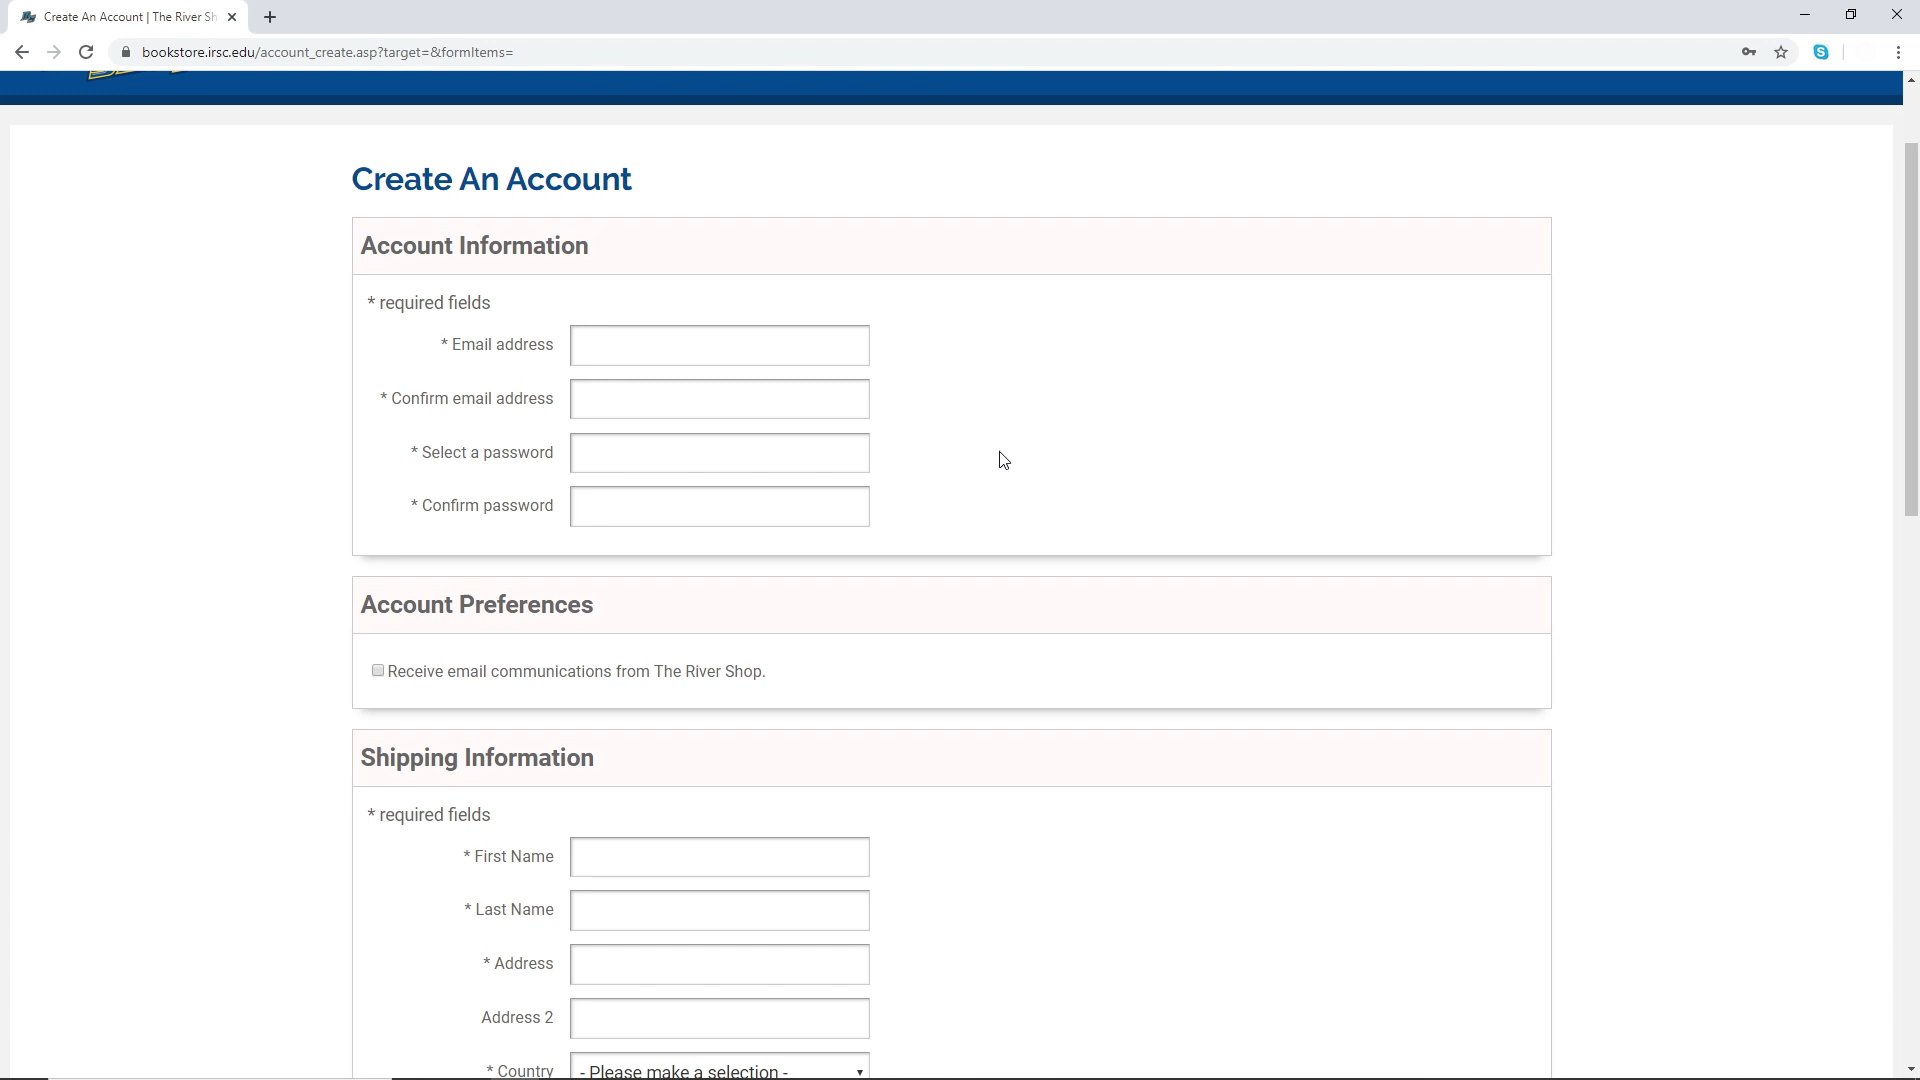 Create An Account | The River Sh
bookstore.irsc.edu/account_create.asp?target=&formItems=
Create An Account
Account Information
* required fields
* Email address
* Confirm email address
* Select a password
* Confirm password
Account Preferences
Receive email communications from The River Shop.
Shipping Information
* required fields
* First Name
* Last Name
* Address
Address 2
* Country - Please make a selection -